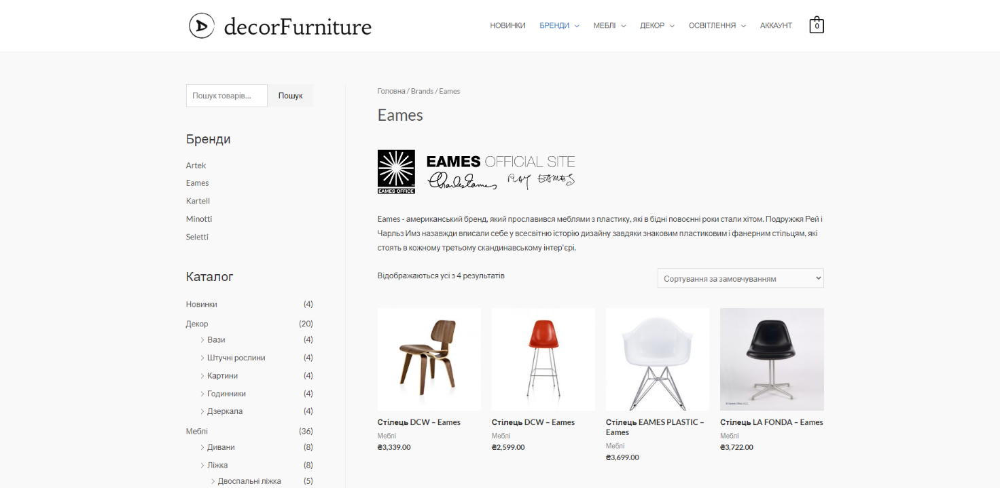 decorFurniture
НОВИНКИ БРЕНДИ МЕБЛІ ДЕКОР ОСВІТЛЕННЯ АККАУНТ 0
Пошук товарів… Пошук
Бренди
Artek
Eames
Kartell
Minotti
Seletti
Каталог
Новинки (4)
Декор (20)
Вази (4)
Штучні рослини (4)
Картини (4)
Годинники (4)
Дзеркала (4)
Меблі (36)
Дивани (8)
Ліжка (8)
Двоспальні ліжка (5)
Головна / Brands / Eames
Eames
EAMES OFFICE
EAMES OFFICIAL SITE
Charles Eames RAY EAMES
Eames - американський бренд, який прославився меблями з пластику, які в бідні повоєнні роки стали хітом. Подружжя Рей і
Чарльз Имз назавжди вписали себе у всесвітню історію дизайну завдяки знаковим пластиковим і фанерним стільцям, які
стоять в кожному третьому скандинавському інтер'єрі.
Відображаються усі з 4 результатів
Сортування за замовчуванням
Стілець DCW – Eames
Меблі
₴3,339.00
Стілець DCW – Eames
Меблі
₴2,599.00
Стілець EAMES PLASTIC –
Eames
Меблі
₴3,699.00
Стілець LA FONDA – Eames
Меблі
₴3,722.00